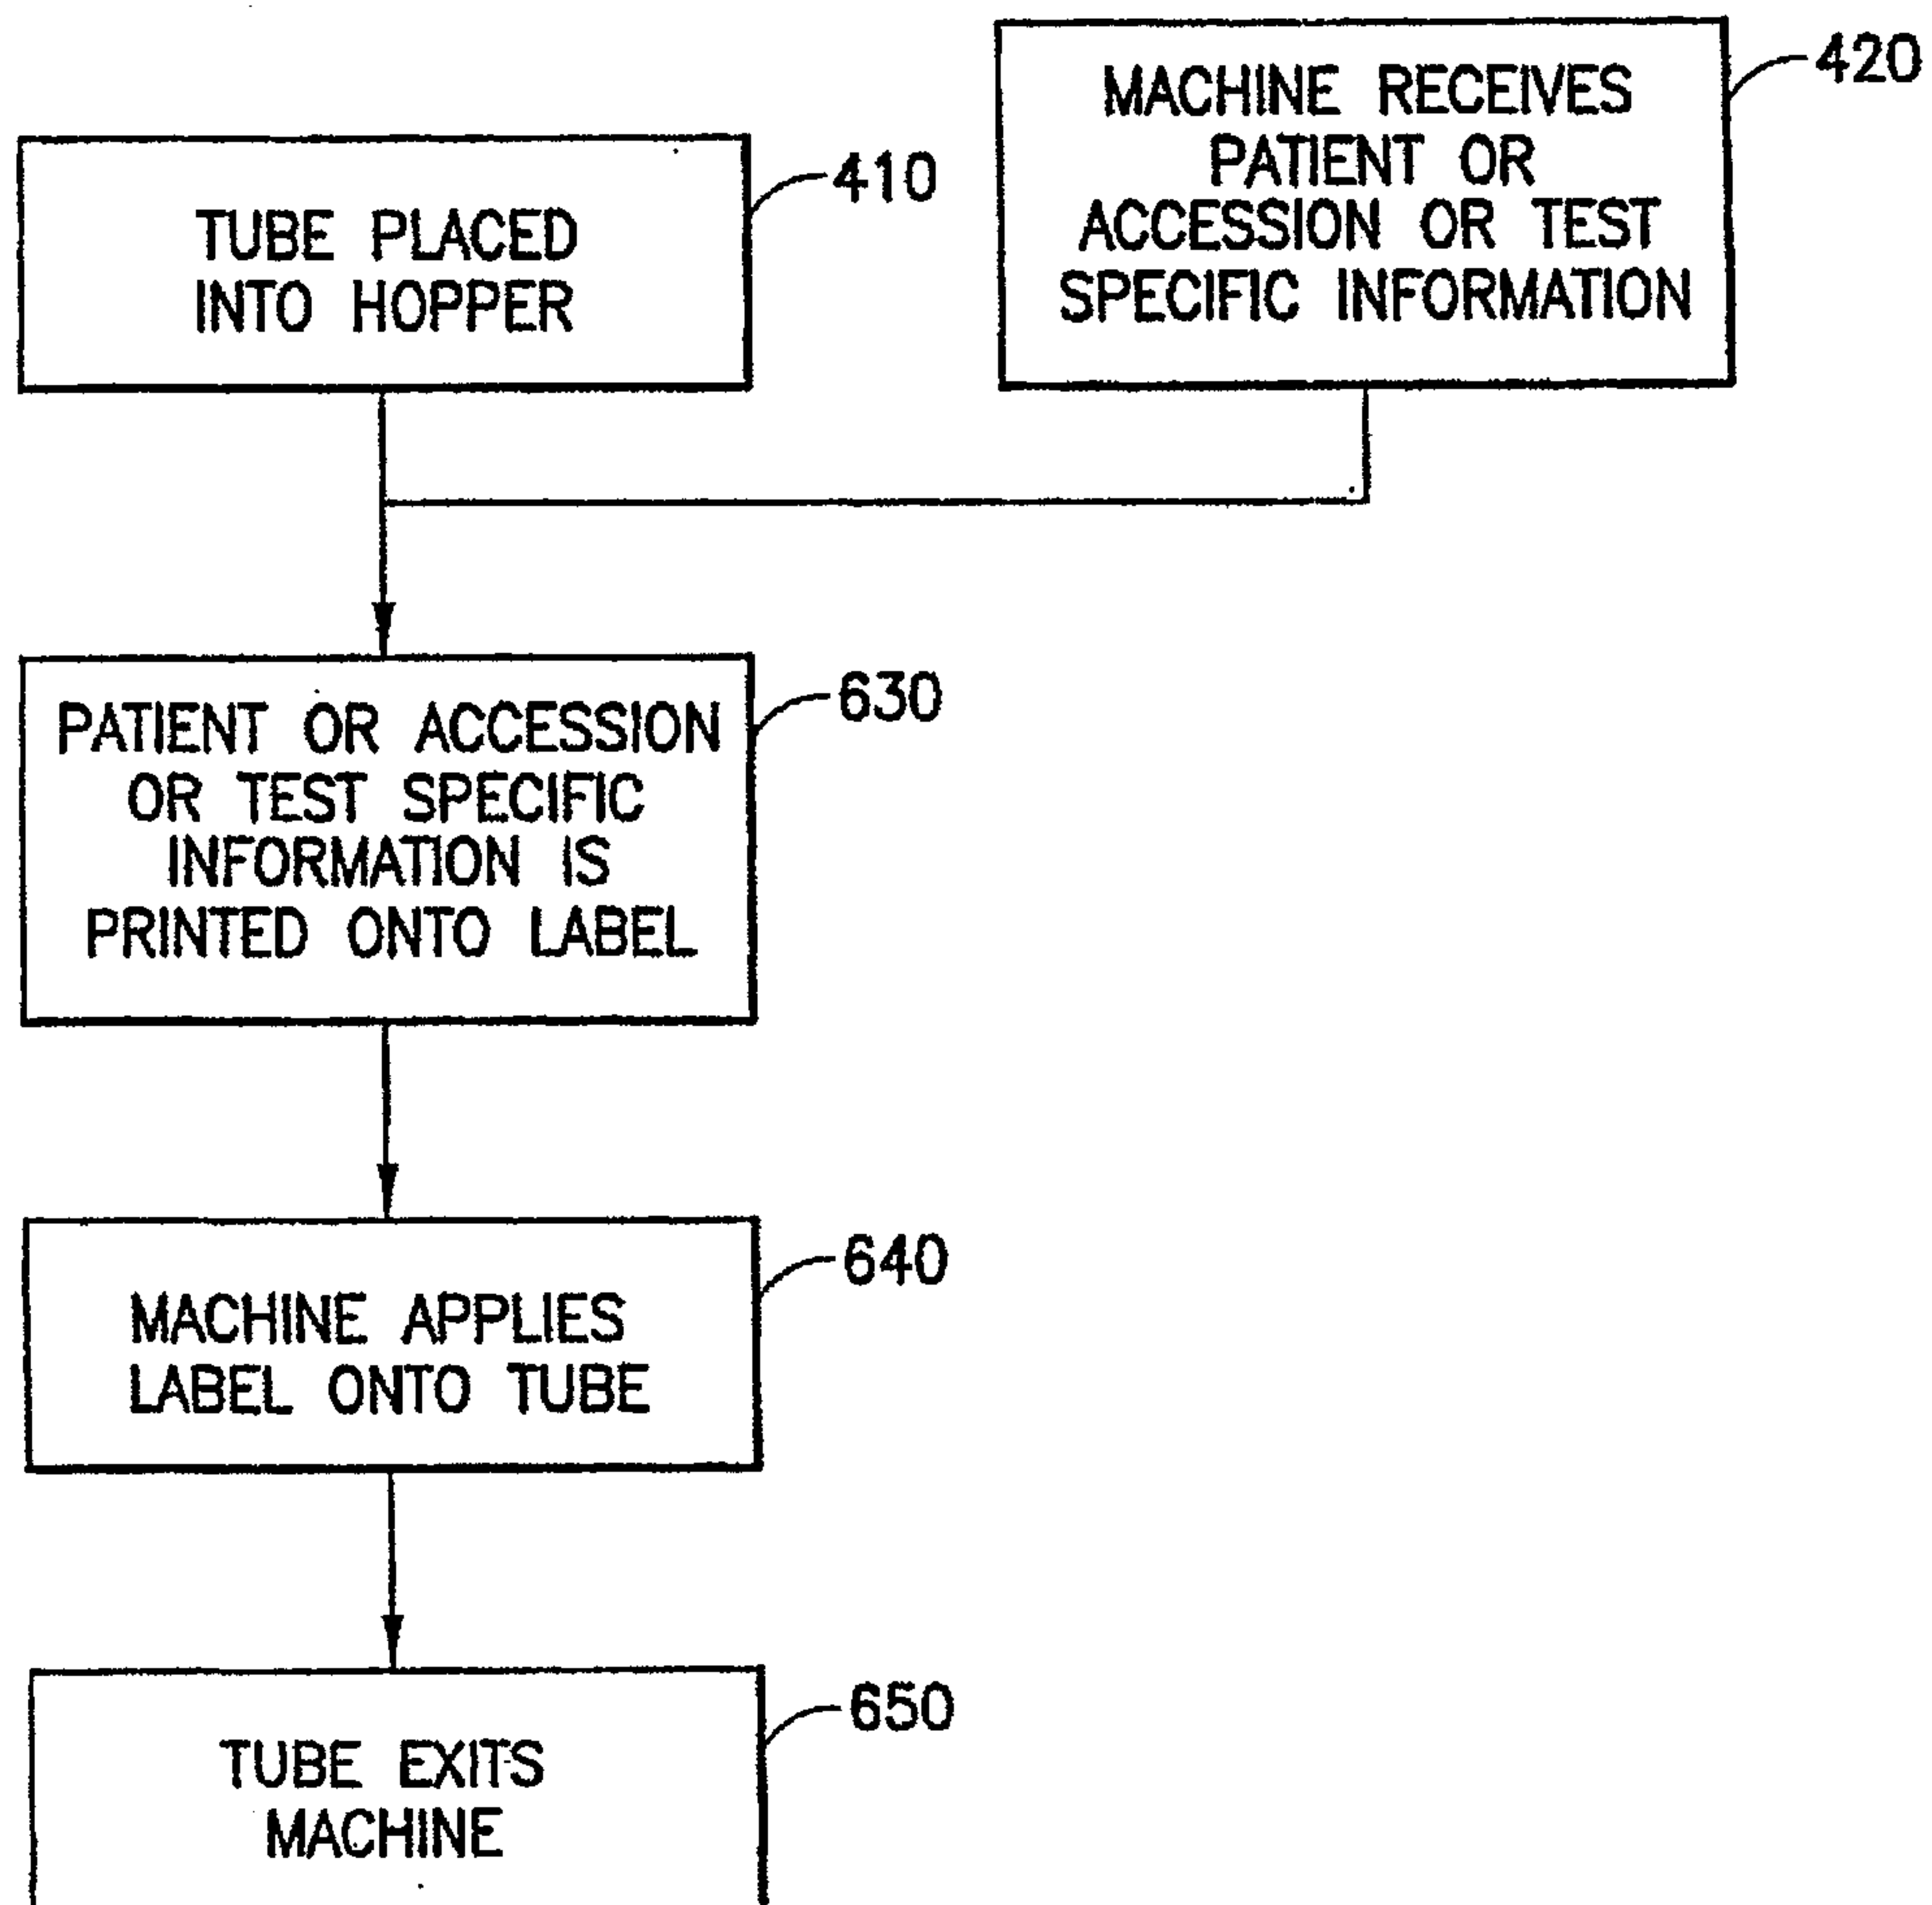 TUBE PLACED
INTO HOPPER
410
MACHINE RECEIVES
PATIENT OR
ACCESSION OR TEST
SPECIFIC INFORMATION
420
PATIENT OR ACCESSION
OR TEST SPECIFIC
INFORMATION IS
PRINTED ONTO LABEL
630
MACHINE APPLIES
LABEL ONTO TUBE
640
TUBE EXITS
MACHINE
650